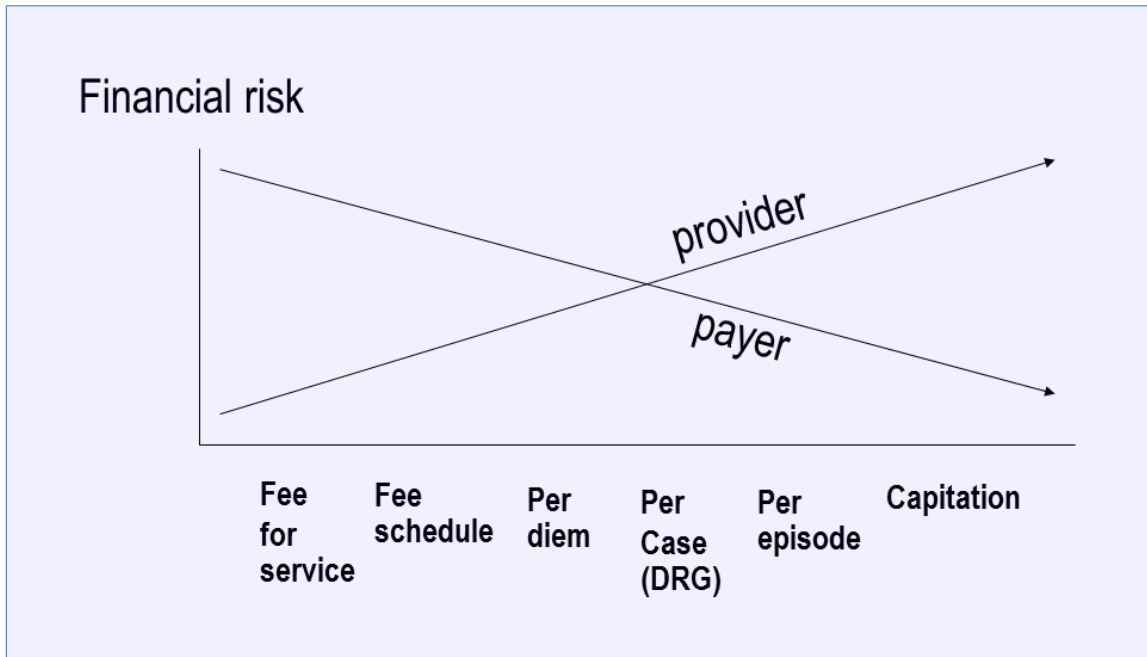 Financial risk
provider
payer
Fee
for
service
Fee
schedule
Per
diem
Per
Case
(DRG)
Per
episode
Capitation